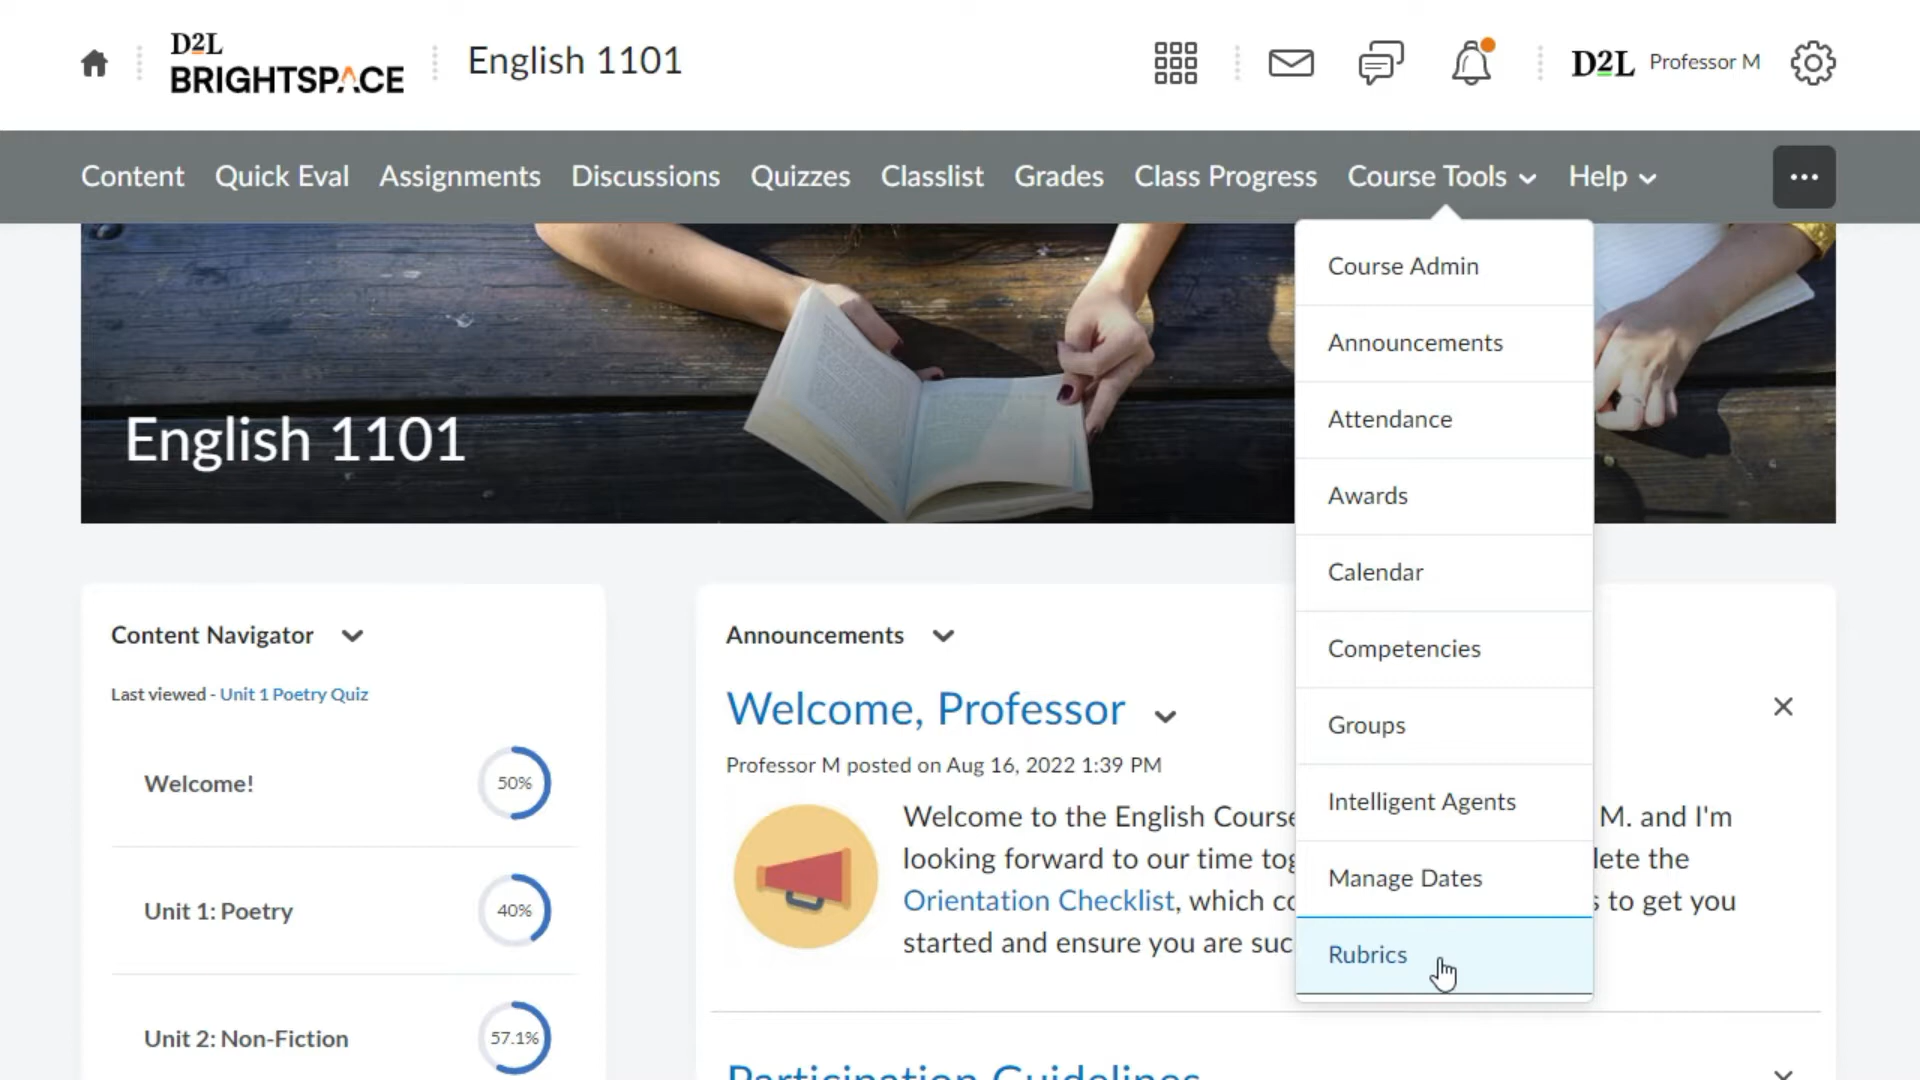 D2L
BRIGHTSPACE
English 1101
D2L Professor M
Content Quick Eval Assignments Discussions Quizzes Classlist Grades Class Progress Course Tools Help
English 1101
Course Admin
Announcements
Attendance
Awards
Calendar
Competencies
Groups
Intelligent Agents
Manage Dates
Rubrics
Content Navigator
Last viewed - Unit 1 Poetry Quiz
Welcome! 50%
Unit 1: Poetry 40%
Unit 2: Non-Fiction 57.1%
Announcements
Welcome, Professor
Professor M posted on Aug 16, 2022 1:39 PM
Welcome to the English Course M. and I'm
looking forward to our time tog lete the
Orientation Checklist, which co s to get you
started and ensure you are suc
Participation Guidelines